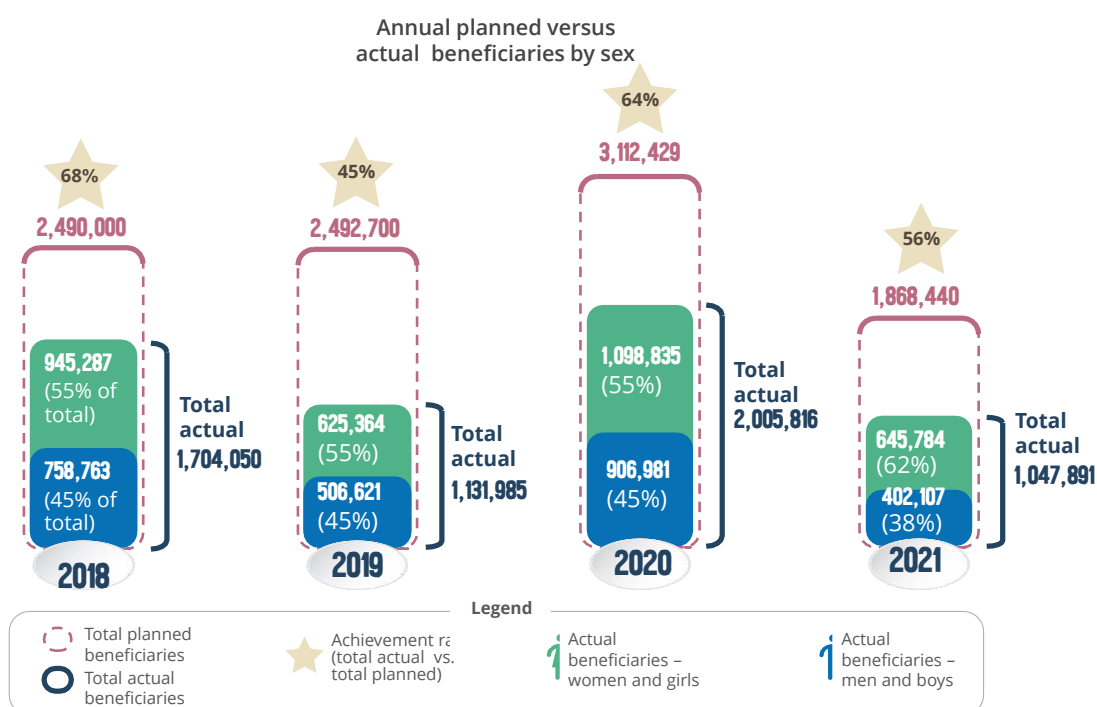 Annual planned versus
actual beneficiaries by sex
68%
2,490,000
945,287
(55% of
total)
758,763
(45% of
total)
Total
actual
1,704,050
2018
45%
2,492,700
625,364
(55%)
506,621
(45%)
Total
actual
1,131,985
2019
64%
3,112,429
1,098,835
(55%)
906,981
(45%)
Total
actual
2,005,816
2020
56%
1,868,440
645,784
(62%)
402,107
(38%)
Total
actual
1,047,891
2021
Legend
Total planned
beneficiaries
Total actual
beneficiaries
Achievement ra
(total actual vs.
total planned)
Actual
beneficiaries –
women and girls
Actual
beneficiaries –
men and boys